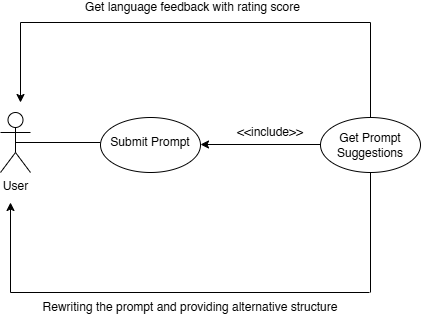 Get language feedback with rating score
<<include>>
Submit Prompt
Get Prompt
Suggestions
User
Rewriting the prompt and providing alternative structure